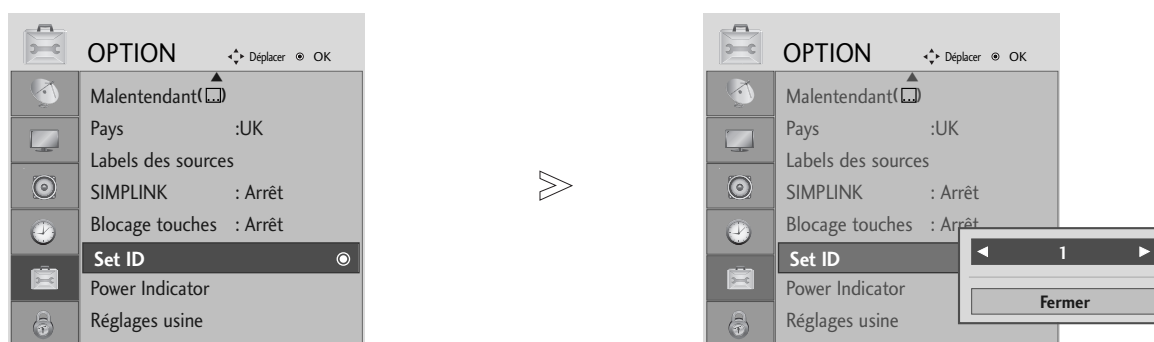 OPTION Déplacer OK
Malentendant( )
Pays :UK
Labels des sources
SIMPLINK : Arrêt
Blocage touches : Arrêt
Set ID
Power Indicator
Réglages usine
OPTION Déplacer OK
Malentendant( )
Pays :UK
Labels des sources
SIMPLINK : Arrêt
Blocage touches : Arrêt
Set ID
1
Power Indicator
Fermer
Réglages usine